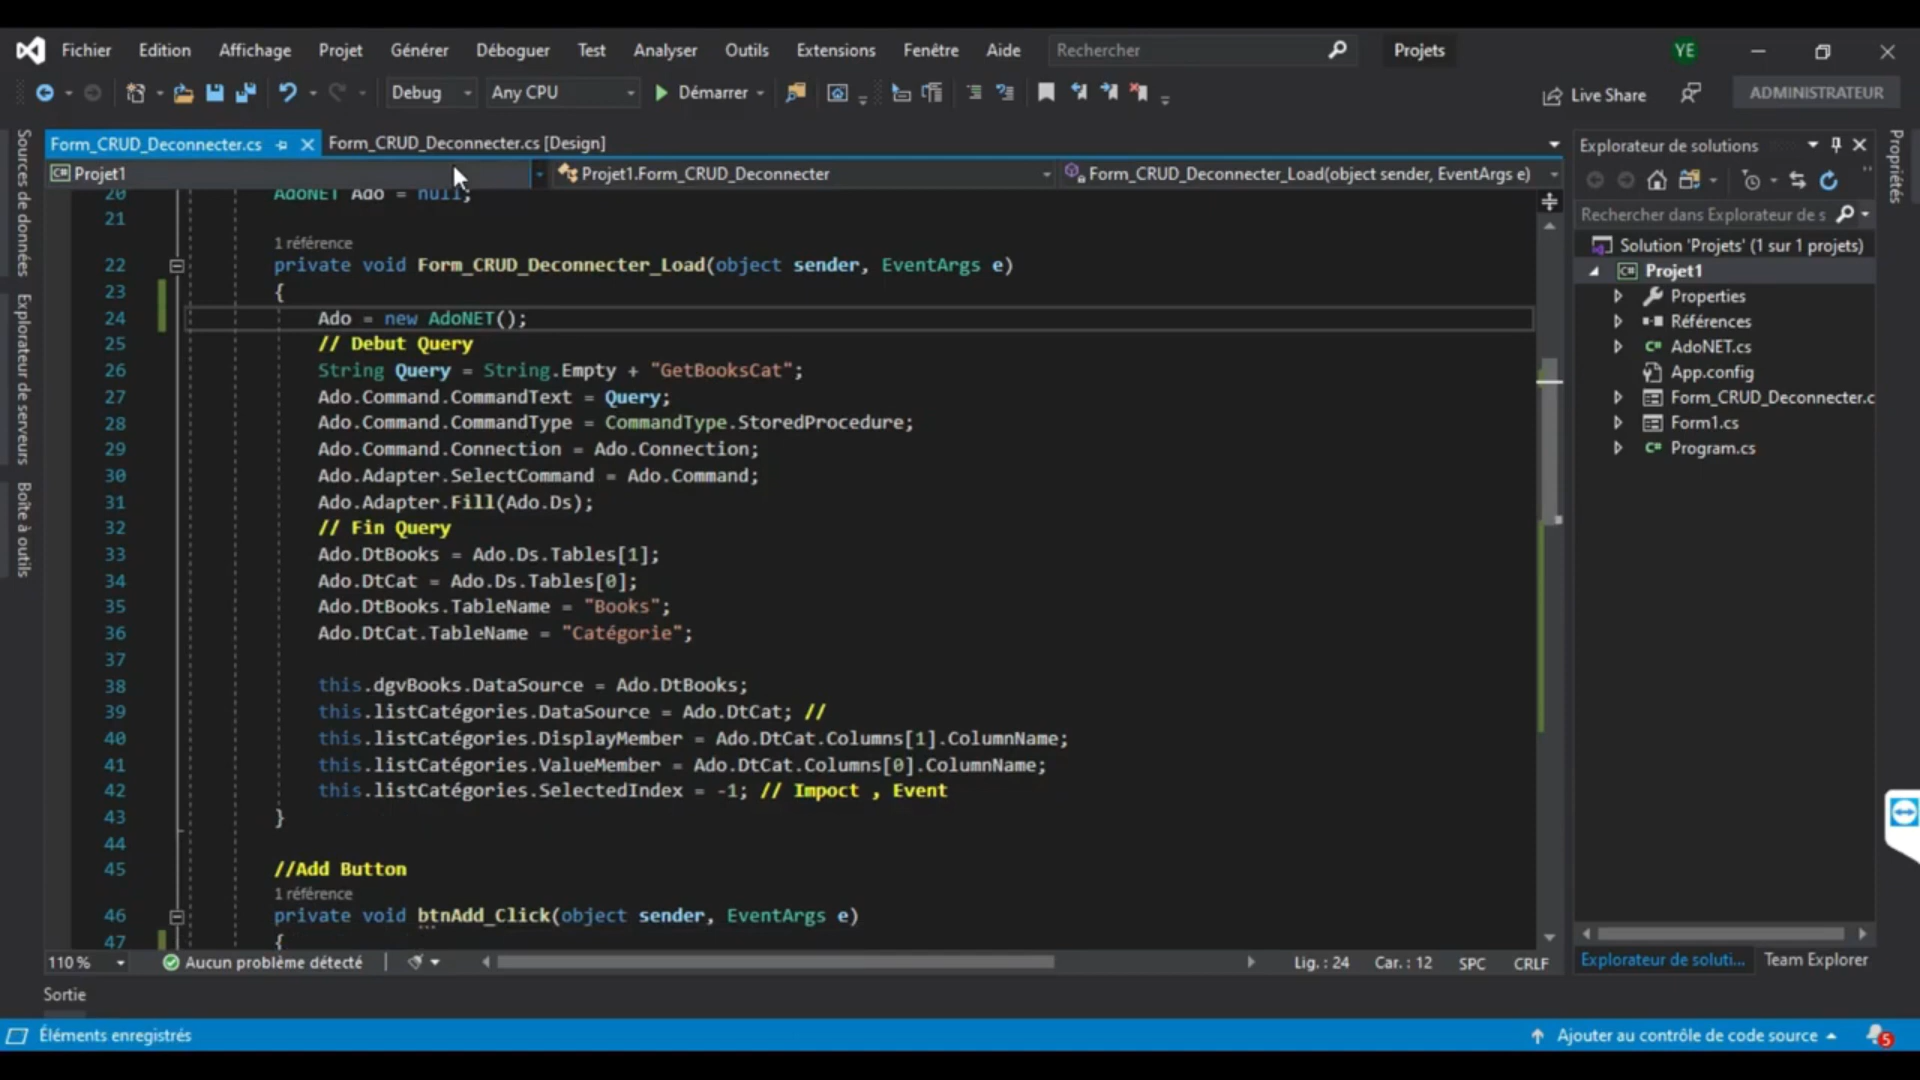 Fichier Edition Affichage Projet Générer Déboguer Test Analyser Outils Extensions Fenêtre Aide Rechercher Projets YE
Debug Any CPU Démarrer Live Share ADMINISTRATEUR
Form_CRUD_Deconnecter.cs Form_CRUD_Deconnecter.cs [Design]
Projet1 Projet1.Form_CRUD_Deconnecter Form_CRUD_Deconnecter_Load(object sender, EventArgs e)
20 AdoNET Ado = null;
21
1 référence
22 private void Form_CRUD_Deconnecter_Load(object sender, EventArgs e)
23 {
24 Ado = new AdoNET();
25 // Debut Query
26 String Query = String.Empty + "GetBooksCat";
27 Ado.Command.CommandText = Query;
28 Ado.Command.CommandType = CommandType.StoredProcedure;
29 Ado.Command.Connection = Ado.Connection;
30 Ado.Adapter.SelectCommand = Ado.Command;
31 Ado.Adapter.Fill(Ado.Ds);
32 // Fin Query
33 Ado.DtBooks = Ado.Ds.Tables[1];
34 Ado.DtCat = Ado.Ds.Tables[0];
35 Ado.DtBooks.TableName = "Books";
36 Ado.DtCat.TableName = "Catégorie";
37
38 this.dgvBooks.DataSource = Ado.DtBooks;
39 this.listCatégories.DataSource = Ado.DtCat; //
40 this.listCatégories.DisplayMember = Ado.DtCat.Columns[1].ColumnName;
41 this.listCatégories.ValueMember = Ado.DtCat.Columns[0].ColumnName;
42 this.listCatégories.SelectedIndex = -1; // Impoct , Event
43 }
44
45 //Add Button
1 référence
46 private void btnAdd_Click(object sender, EventArgs e)
47 {
110 % Aucun problème détecté Lig. : 24 Car. : 12 SPC CRLF
Sortie
Éléments enregistrés Ajouter au contrôle de code source 5
Sources de données
Explorateur de serveurs
Boîte à outils
Explorateur de solutions
Rechercher dans Explorateur de s
Solution 'Projets' (1 sur 1 projets)
Projet1
Properties
Références
AdoNET.cs
App.config
Form_CRUD_Deconnecter.c
Form1.cs
Program.cs
Explorateur de soluti... Team Explorer
Propriétés